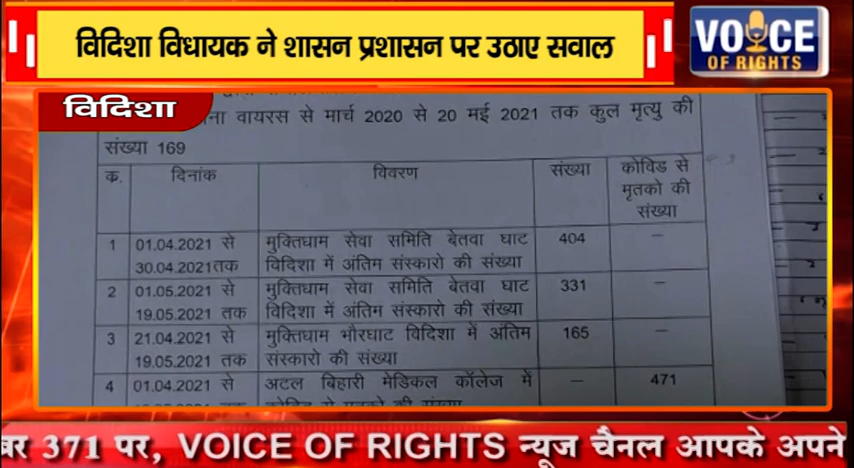 विदिशा विधायक ने शासन प्रशासन पर उठाए सवाल
VOICE
OF RIGHTS
विदिशा
वायरस से मार्च 2020 से 20 मई 2021 तक कुल मृत्यु की
संख्या 169
क. दिनांक विवरण संख्या कोविड से
मृतको की
संख्या
1 01.04.2021 से मुक्तिधाम सेवा समिति बेतवा घाट 404 –
30.04.2021तक विदिशा में अंतिम संस्कारो की संख्या
2 01.05.2021 से मुक्तिधाम सेवा समिति बेतवा घाट 331 –
19.05.2021 तक विदिशा में अंतिम संस्कारो की संख्या
3 21.04.2021 से मुक्तिधाम भौरघाट विदिशा में अंतिम 165 –
19.05.2021 तक संस्कारो की संख्या
4 01.04.2021 से अटल बिहारी मेडिकल कॉलेज में – 471
371 पर, VOICE OF RIGHTS न्यूज चैनल आपके अपने